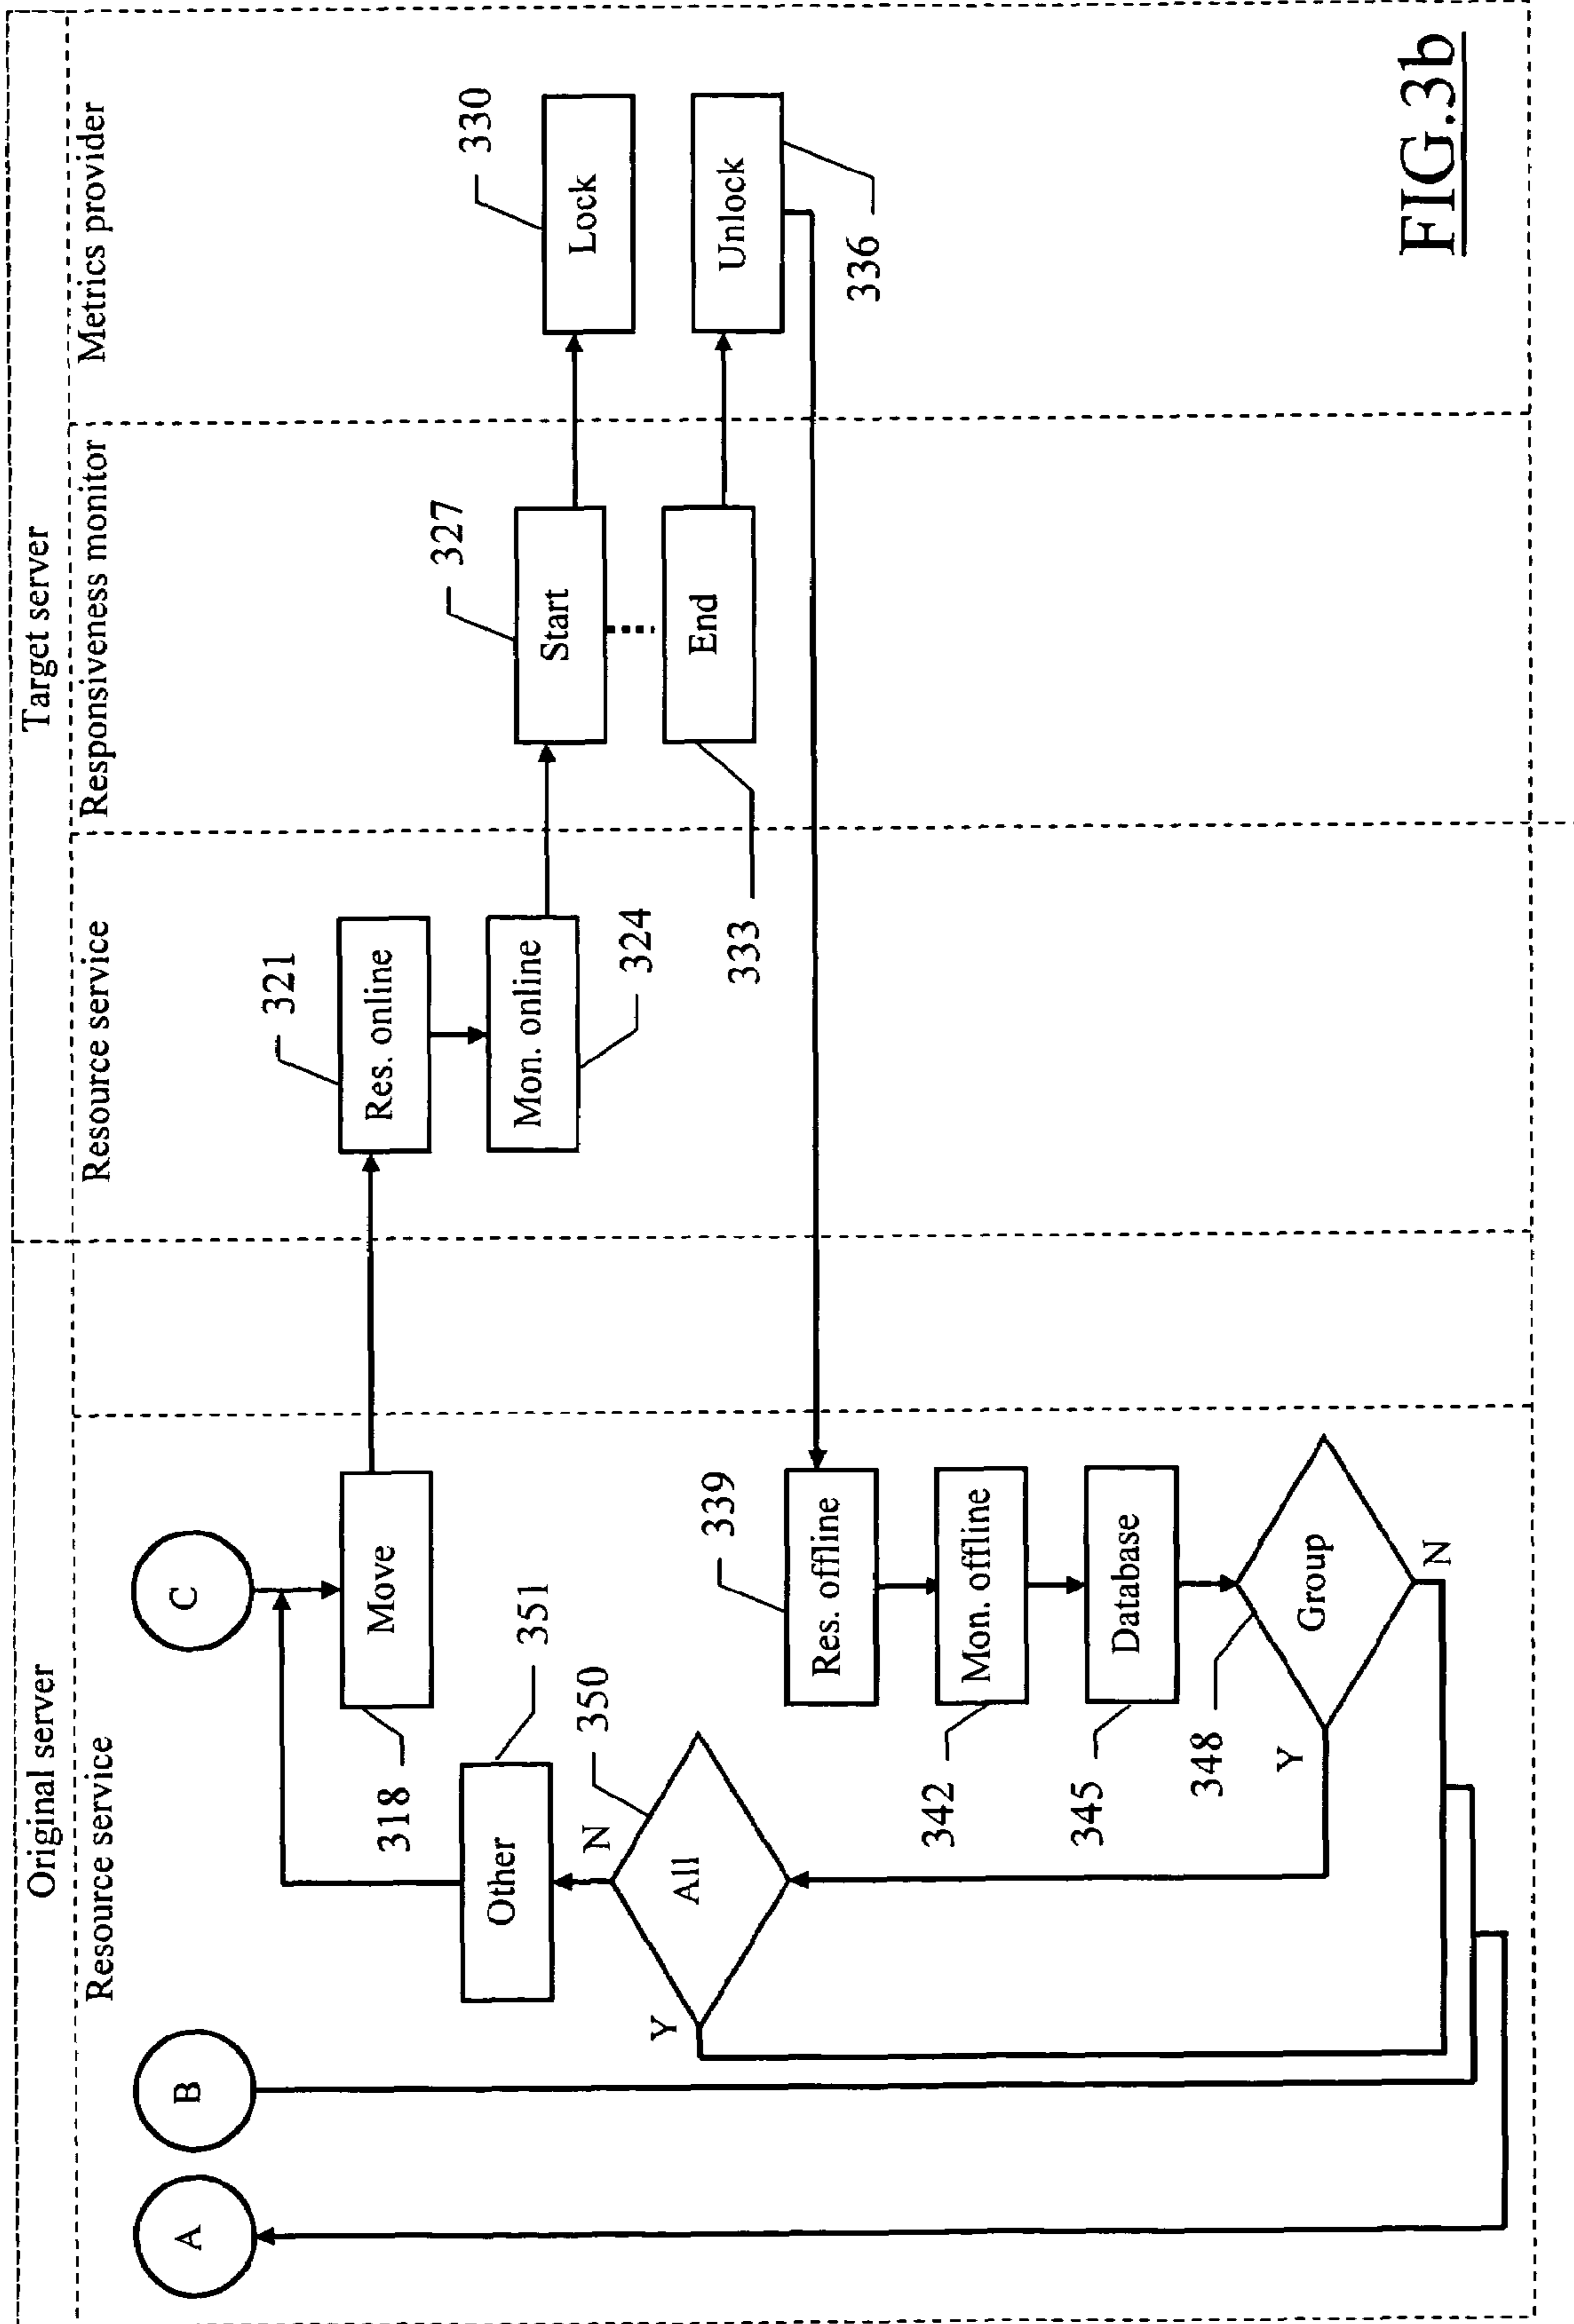 Original server
Target server
Resource service
Resource service
Responsiveness monitor
Metrics provider
A
B
C
Move
318
Res. online
321
Mon. online
324
Start
327
Lock
330
End
333
Unlock
336
Res. offline
339
Mon. offline
342
Database
345
Group
348
Y
N
All
350
Y
N
Other
351
FIG.3b